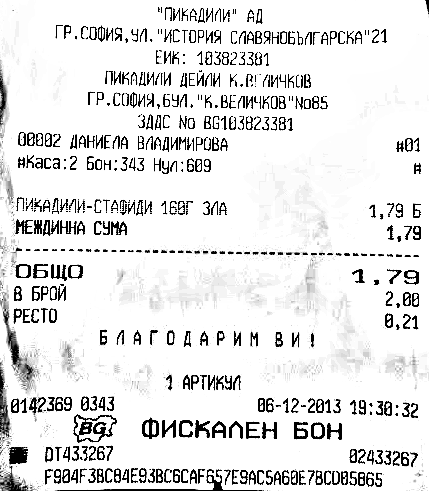 "ПИКАДИЛИ" АД
ГР.СОФИЯ,УЛ."ИСТОРИЯ СЛАВЯНОБЪЛГАРСКА"21
ЕИК: 103823381
ПИКАДИЛИ ДЕЙЛИ К.ВЕЛИЧКОВ
ГР.СОФИЯ,БУЛ."К.ВЕЛИЧКОВ"No85
ЗДДС No BG103823381
00002 ДАНИЕЛА ВЛАДИМИРОВА #01
#Каса:2 Бон:343 Нул:609 #
ПИКАДИЛИ-СТАФИДИ 160Г ЗЛА 1,79 Б
МЕЖДИННА СУМА 1,79
ОБЩО 1,79
В БРОЙ 2,00
РЕСТО 0,21
БЛАГОДАРИМ ВИ!
1 АРТИКУЛ
0142369 0343 06-12-2013 19:30:32
BG ФИСКАЛЕН БОН
DT433267 02433267
F904F3BC84E93BC6CAF657E9AC5A60E78CD05865